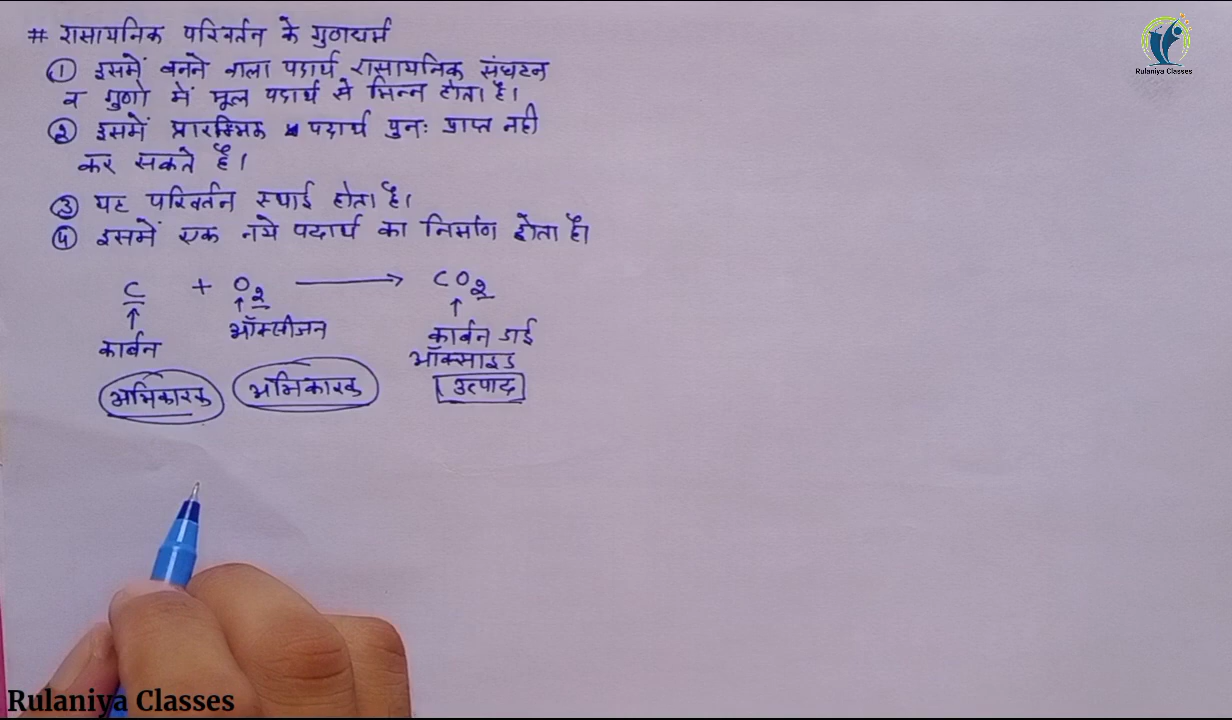 # रासायनिक परिवर्तन के गुणधर्म
① इसमें बनने वाला पदार्थ रासायनिक संघटन
व गुणो में मूल पदार्थ से भिन्न होता है।
② इसमें प्रारम्भिक पदार्थ पुनः प्राप्त नही
कर सकते है।
③ यह परिवर्तन स्थाई होता है।
④ इसमें एक नये पदार्थ का निर्माण होता है।
C + O₂ ⟶ CO₂
↑ ↑ ↑
कार्बन ऑक्सीजन कार्बन डाई
ऑक्साइड
अभिकारक अभिकारक उत्पाद
Rulaniya Classes
Rulaniya Classes